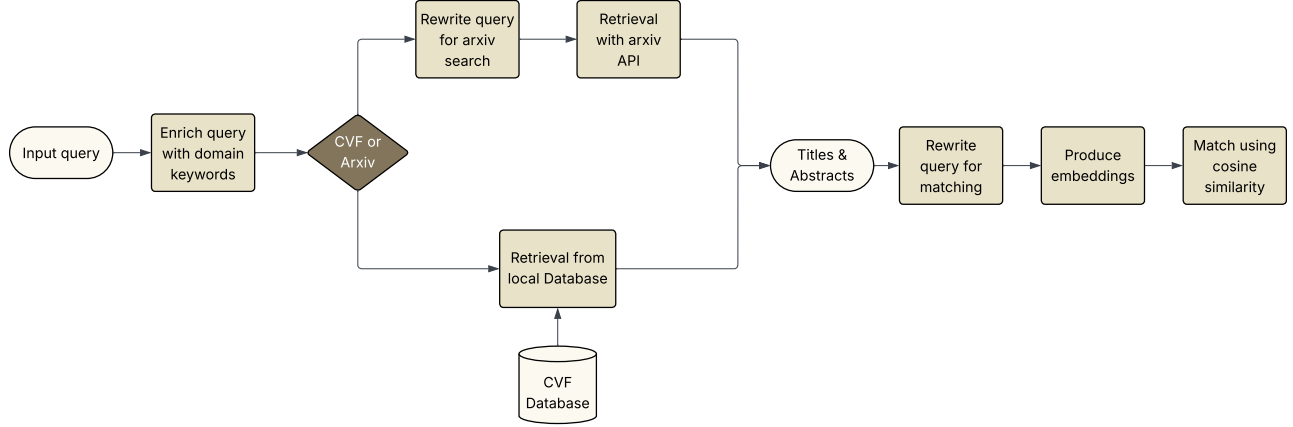 Input query
Enrich query
with domain
keywords
CVF or
Arxiv
Rewrite query
for arxiv
search
Retrieval
with arxiv
API
Retrieval from
local Database
CVF
Database
Titles &
Abstracts
Rewrite
query for
matching
Produce
embeddings
Match using
cosine
similarity